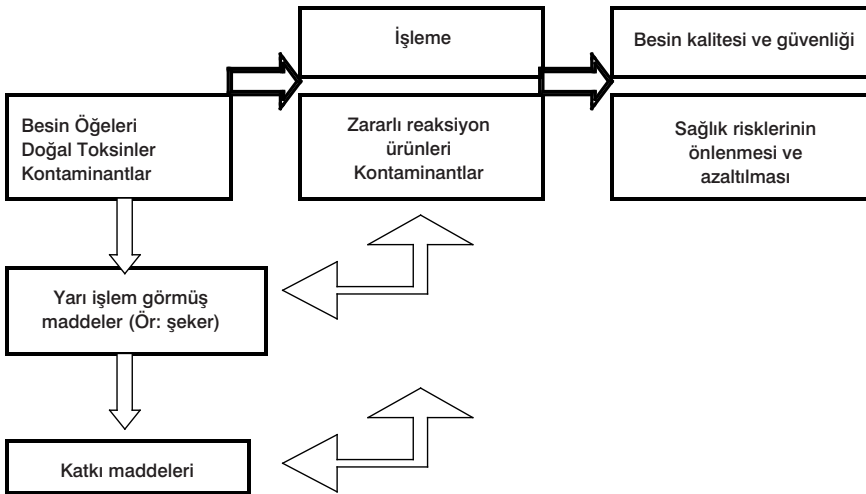 İşleme
Besin kalitesi ve güvenliği
Besin Öğeleri
Doğal Toksinler
Kontaminantlar
Zararlı reaksiyon
ürünleri
Kontaminantlar
Sağlık risklerinin
önlenmesi ve
azaltılması
Yarı işlem görmüş
maddeler (Ör: şeker)
Katkı maddeleri